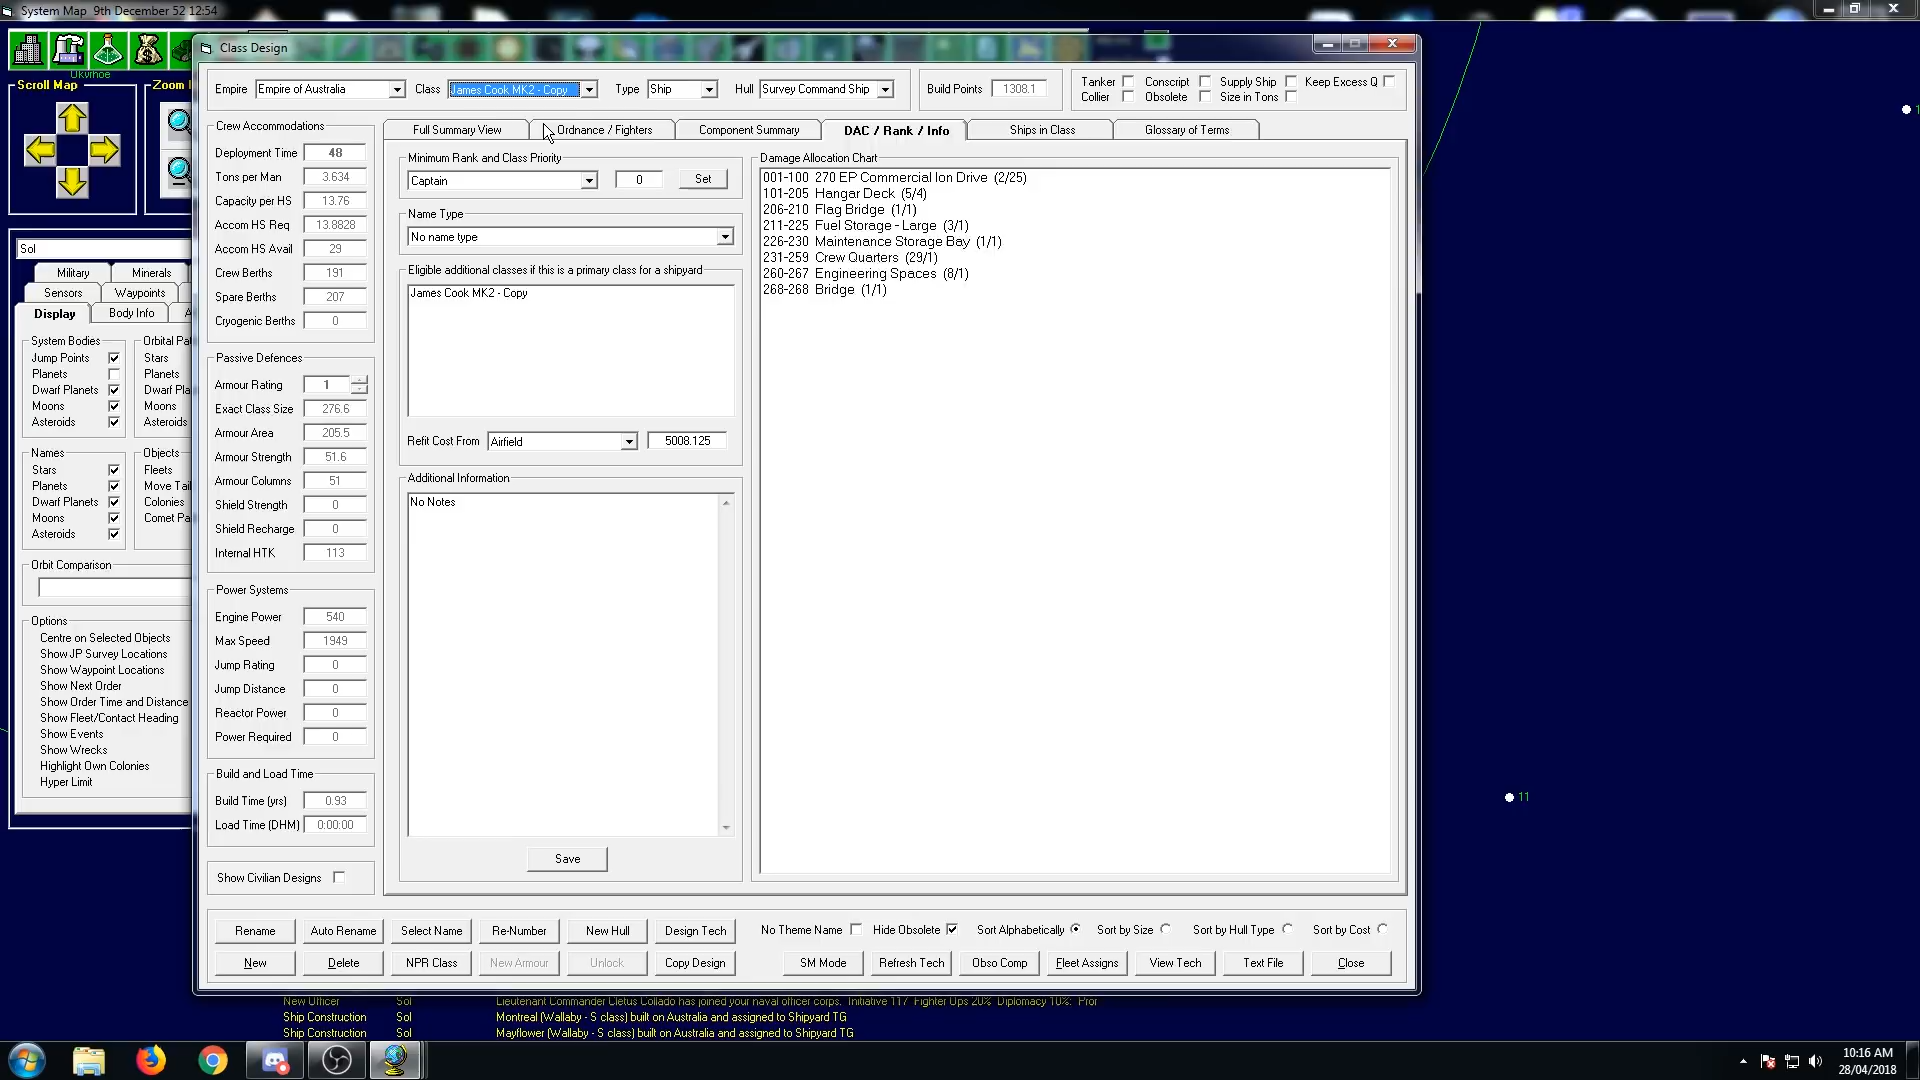 System Map  9th December 52 12:54
Class Design
Ukvrhoe
Scroll Map
Zoom
Empire
Empire of Australia
Class
James Cook MK2 - Copy
Type
Ship
Hull
Survey Command Ship
Build Points
1308.1
Tanker
Conscript
Supply Ship
Keep Excess Q
Collier
Obsolete
Size in Tons
Crew Accommodations
Deployment Time 48
Tons per Man 3.634
Capacity per HS 13.76
Accom HS Req 13.8828
Accom HS Avail 29
Crew Berths 191
Spare Berths 207
Cryogenic Berths 0
Passive Defences
Armour Rating 1
Exact Class Size 276.6
Armour Area 205.5
Armour Strength 51.6
Armour Columns 51
Shield Strength 0
Shield Recharge 0
Internal HTK 113
Power Systems
Engine Power 540
Max Speed 1949
Jump Rating 0
Jump Distance 0
Reactor Power 0
Power Required 0
Build and Load Time
Build Time (yrs) 0.93
Load Time (DHM) 0:00:00
Show Civilian Designs
Full Summary View
Ordnance / Fighters
Component Summary
DAC / Rank / Info
Ships in Class
Glossary of Terms
Minimum Rank and Class Priority
Captain
0
Set
Name Type
No name type
Eligible additional classes if this is a primary class for a shipyard
James Cook MK2 - Copy
Refit Cost From
Airfield
5008.125
Additional Information
No Notes
Save
Damage Allocation Chart
001-100  270 EP Commercial Ion Drive  (2/25)
101-205  Hangar Deck  (5/4)
206-210  Flag Bridge  (1/1)
211-225  Fuel Storage - Large  (3/1)
226-230  Maintenance Storage Bay  (1/1)
231-259  Crew Quarters  (29/1)
260-267  Engineering Spaces  (8/1)
268-268  Bridge  (1/1)
Rename
Auto Rename
Select Name
Re-Number
New Hull
Design Tech
No Theme Name
Hide Obsolete
Sort Alphabetically
Sort by Size
Sort by Hull Type
Sort by Cost
New
Delete
NPR Class
New Armour
Unlock
Copy Design
SM Mode
Refresh Tech
Obso Comp
Fleet Assigns
View Tech
Text File
Close
Sol
Military
Minerals
Sensors
Waypoints
Display
Body Info
A
System Bodies
Jump Points
Planets
Dwarf Planets
Moons
Asteroids
Orbital Pa
Stars
Planets
Dwarf Pla
Moons
Asteroids
Names
Stars
Planets
Dwarf Planets
Moons
Asteroids
Objects
Fleets
Move Tail
Colonies
Comet Pa
Orbit Comparison
Options
Centre on Selected Objects
Show JP Survey Locations
Show Waypoint Locations
Show Next Order
Show Order Time and Distance
Show Fleet/Contact Heading
Show Events
Show Wrecks
Highlight Own Colonies
Hyper Limit
11
New Officer Sol Lieutenant Commander Cletus Collado has joined your naval officer corps.  Initiative 117  Fighter Ops 20%  Diplomacy 10%:  Pror
Ship Construction Sol Montreal (Wallaby - S class) built on Australia and assigned to Shipyard TG
Ship Construction Sol Mayflower (Wallaby - S class) built on Australia and assigned to Shipyard TG
10:16 AM
28/04/2018